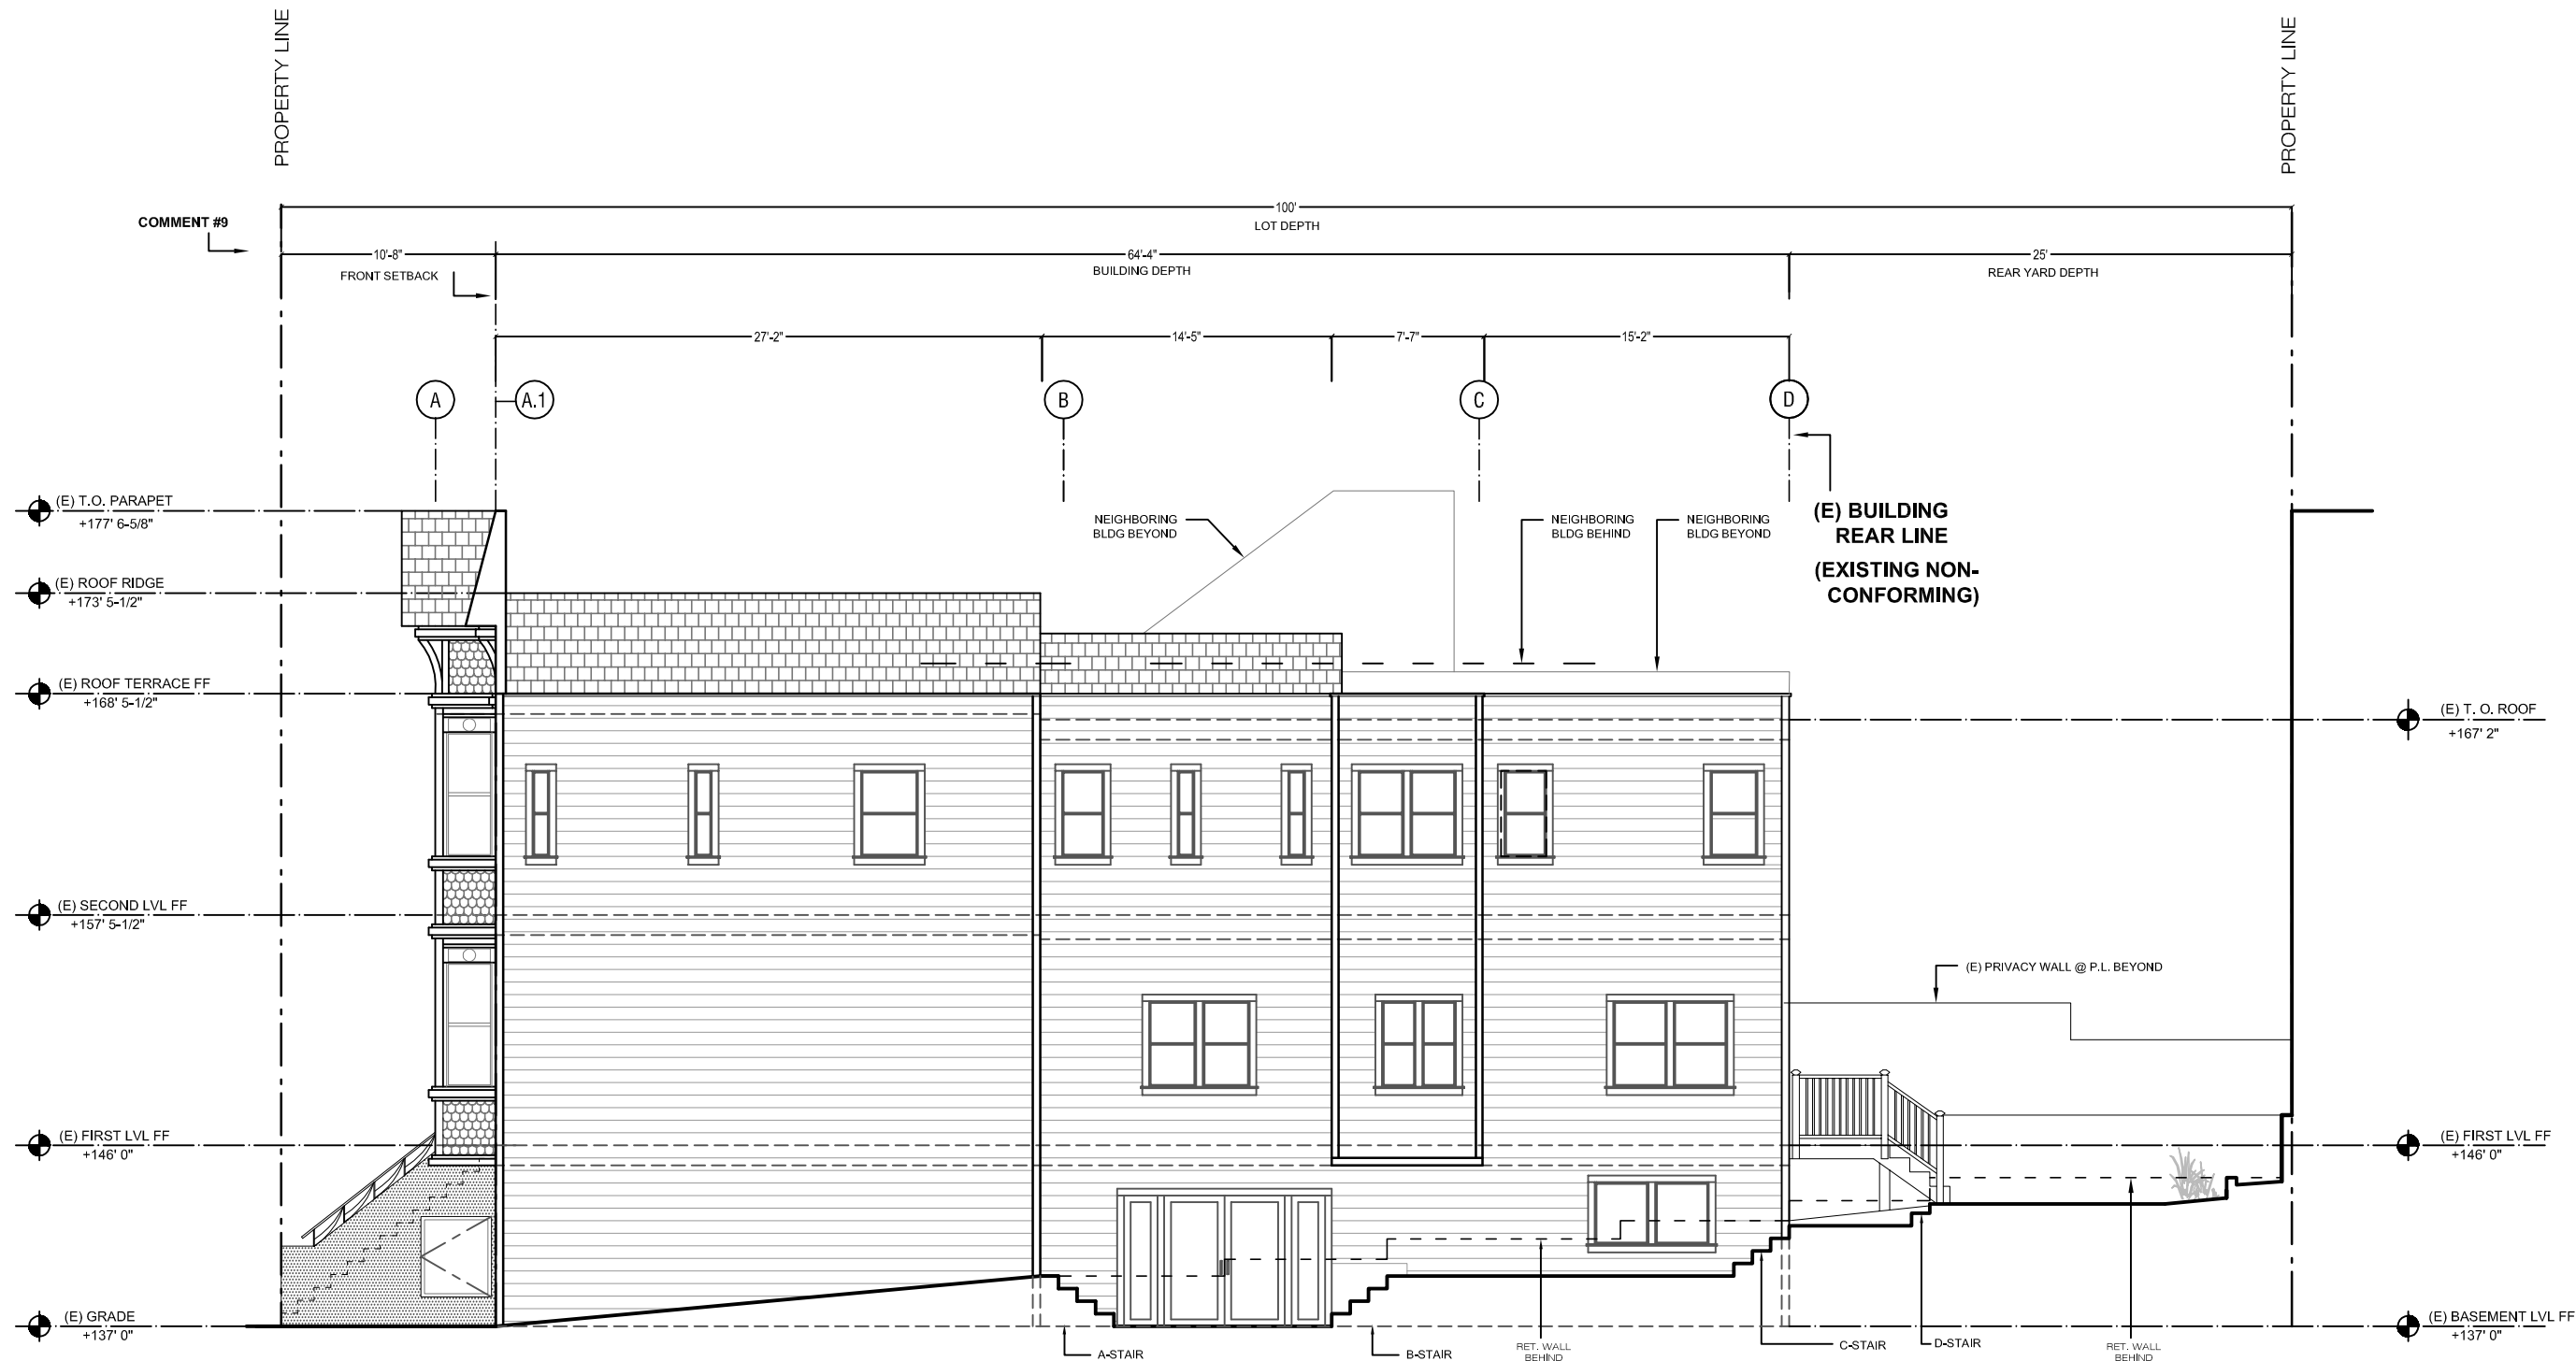 PROPERTY LINE
PROPERTY LINE
COMMENT #9
100'
LOT DEPTH
10'-8"
FRONT SETBACK
64'-4"
BUILDING DEPTH
25'
REAR YARD DEPTH
27'-2"
14'-5"
7'-7"
15'-2"
A
A.1
B
C
D
(E) T.O. PARAPET
+177' 6-5/8"
NEIGHBORING
BLDG BEYOND
NEIGHBORING
BLDG BEHIND
NEIGHBORING
BLDG BEYOND
(E) BUILDING
REAR LINE
(EXISTING NON-
CONFORMING)
(E) ROOF RIDGE
+173' 5-1/2"
(E) ROOF TERRACE FF
+168' 5-1/2"
(E) T. O. ROOF
+167' 2"
(E) SECOND LVL FF
+157' 5-1/2"
(E) PRIVACY WALL @ P.L. BEYOND
(E) FIRST LVL FF
+146' 0"
(E) FIRST LVL FF
+146' 0"
(E) GRADE
+137' 0"
A-STAIR
B-STAIR
RET. WALL
BEHIND
C-STAIR
D-STAIR
RET. WALL
BEHIND
(E) BASEMENT LVL FF
+137' 0"